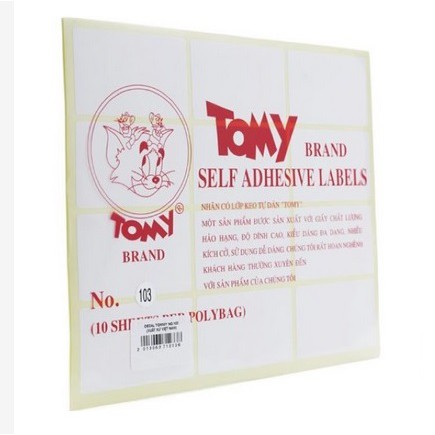 TOMY BRAND
SELF ADHESIVE LABELS
NHÃN CÓ LỚP KEO TỰ DÁN "TOMY".
MỘT SẢN PHẨM ĐƯỢC SẢN XUẤT VỚI GIẤY CHẤT LƯỢNG
HẢO HẠNG, ĐỘ DÍNH CAO, KIỂU DÁNG ĐA DẠNG, NHIỀU
KÍCH CỠ, SỬ DỤNG DỄ DÀNG. CHÚNG TÔI RẤT HOAN NGHÊNH
KHÁCH HÀNG THƯỜNG XUYÊN ĐẾN
VỚI SẢN PHẨM CỦA CHÚNG TÔI
TOMY®
BRAND
No. 103
(10 SHEETS PER POLYBAG)